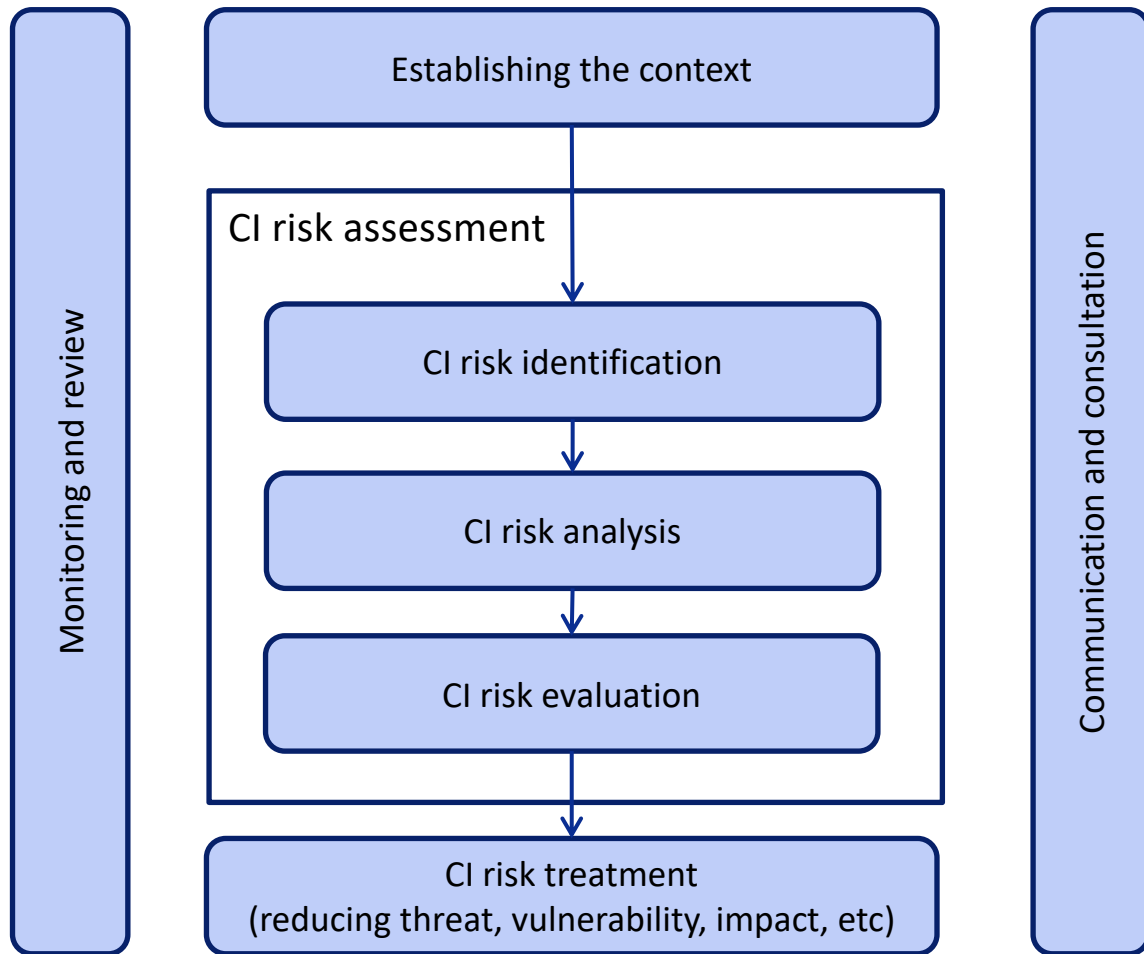 Establishing the context
CI risk assessment
CI risk identification
CI risk analysis
CI risk evaluation
CI risk treatment
(reducing threat, vulnerability, impact, etc)
Monitoring and review
Communication and consultation